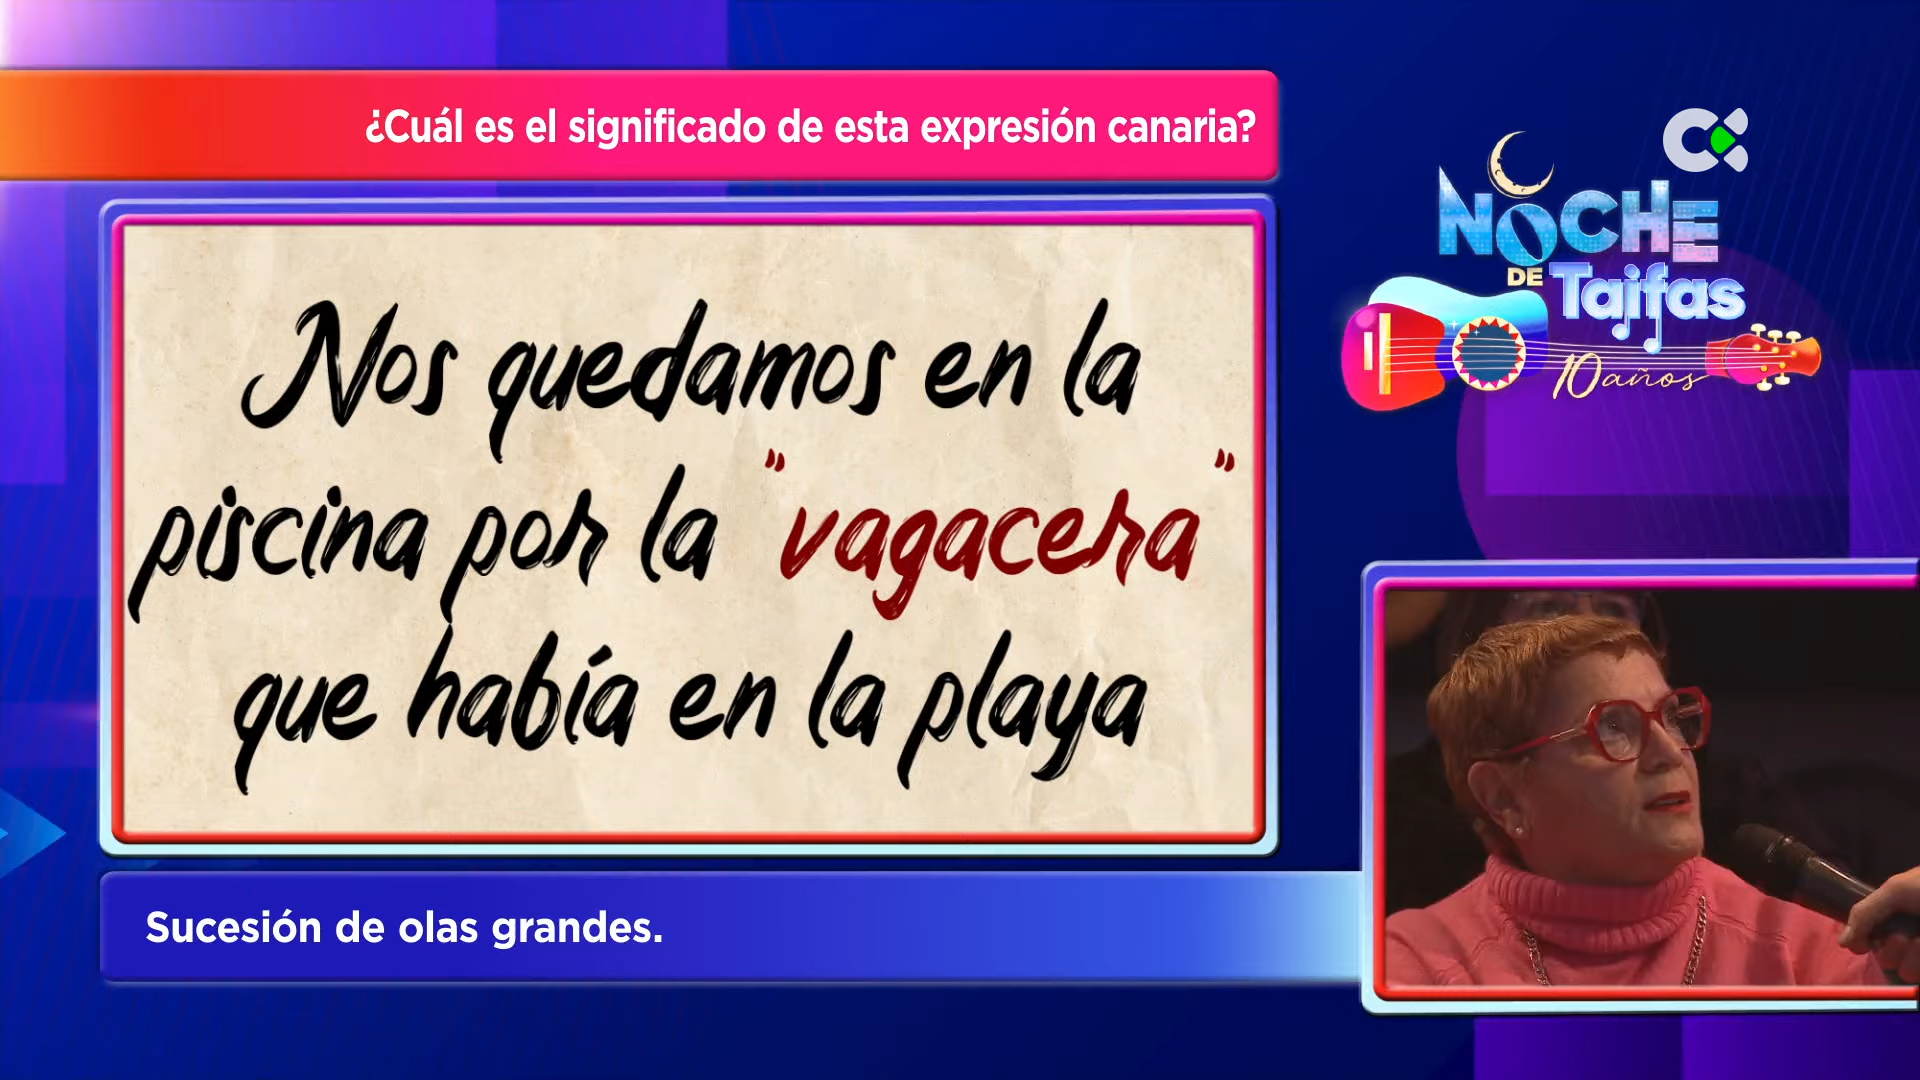 ¿Cuál es el significado de esta expresión canaria?
NOCHE
DE Taifas
10 años
Nos quedamos en la
piscina por la "vagacera"
que había en la playa
Sucesión de olas grandes.